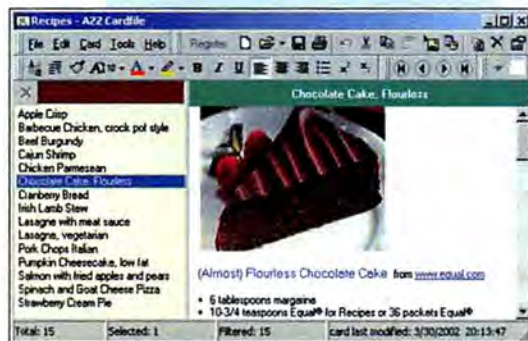 Recipes - A22 Cardfile
File Edit Card Tools Help Register
B I U
Chocolate Cake, Flourless
Apple Crisp
Barbecue Chicken, crock pot style
Beef Burgundy
Cajun Shrimp
Chicken Parmesean
Chocolate Cake, Flourless
Cranberry Bread
Irish Lamb Stew
Lasagne with meat sauce
Lasagne, vegetarian
Pork Chops Italian
Pumpkin Cheesecake, low fat
Salmon with fried apples and pears
Spinach and Goat Cheese Pizza
Strawberry Cream Pie
(Almost) Flourless Chocolate Cake from www.equal.com
• 6 tablespoons margarine
• 10-3/4 teaspoons Equal® for Recipes or 36 packets Equal®
Total: 15 Selected: 1 Filtered: 15 card last modified: 3/30/2002 20:13:47